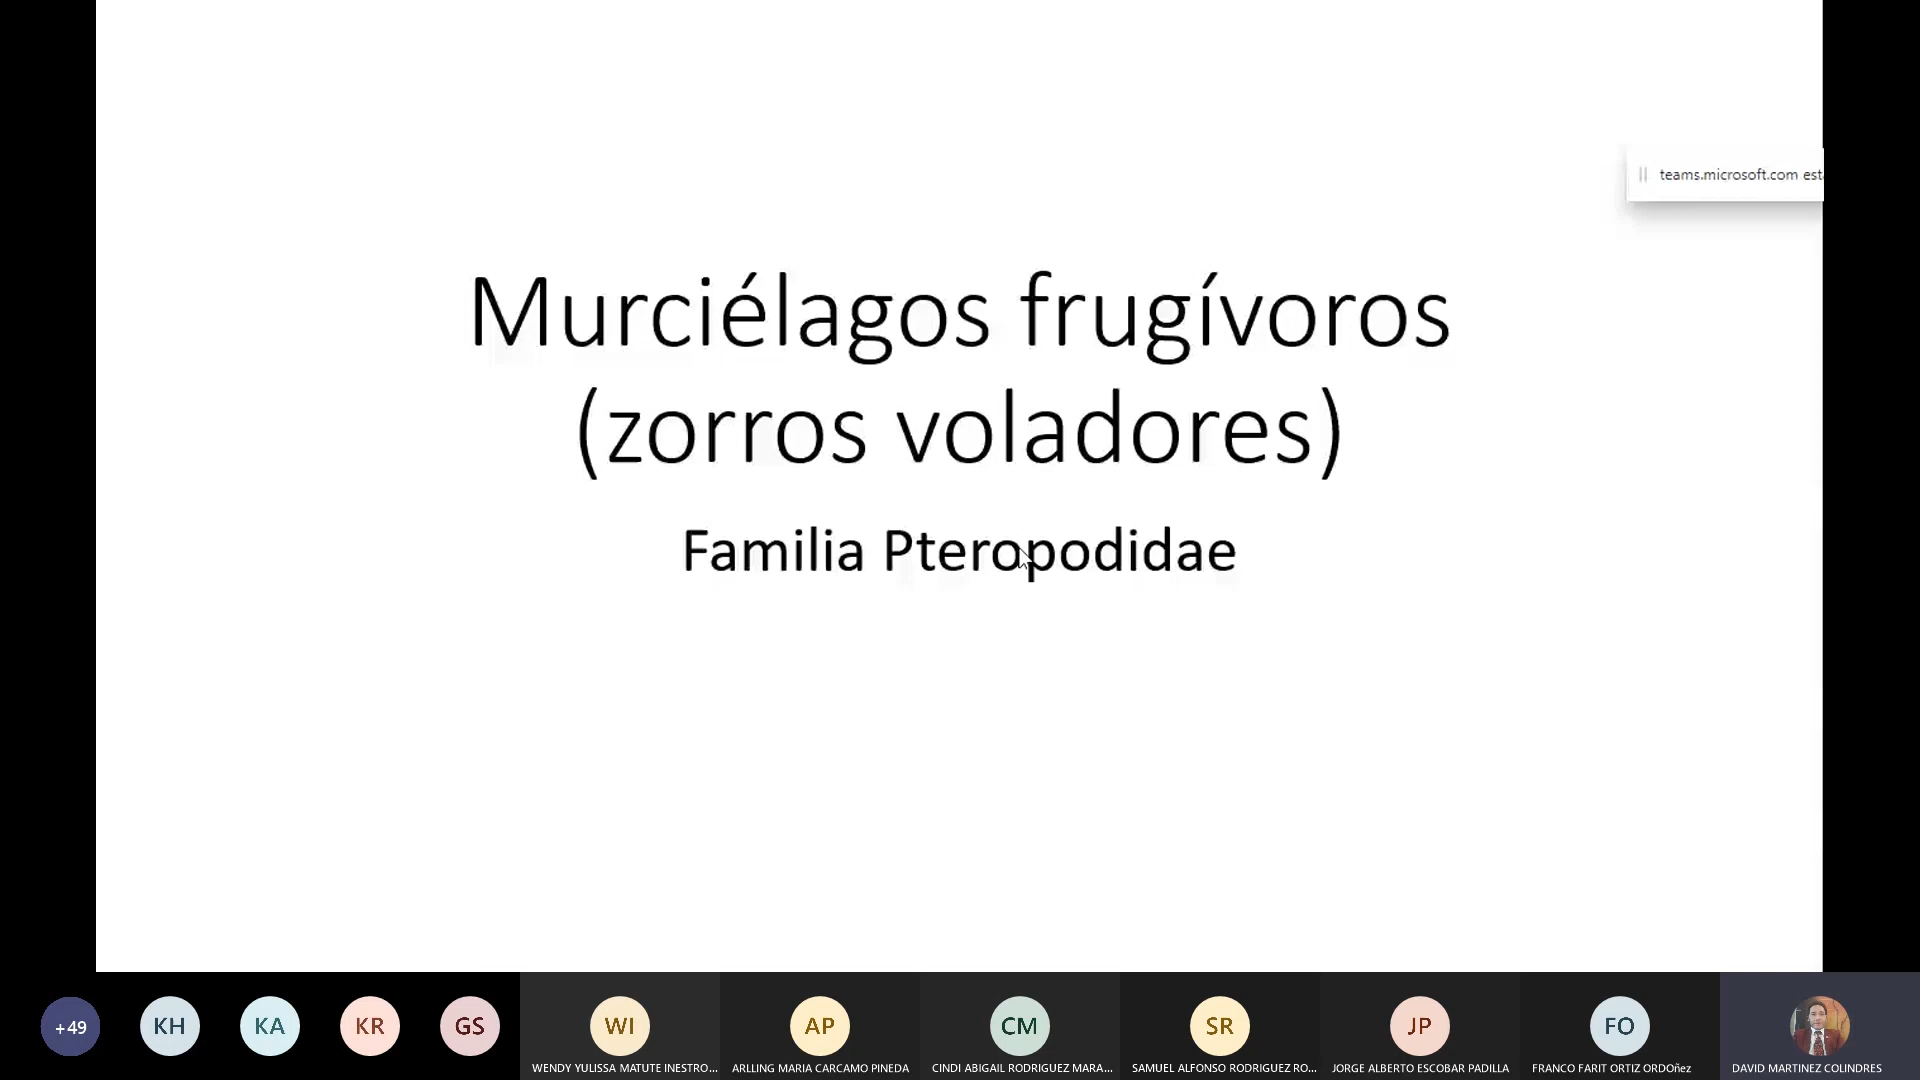 teams.microsoft.com est
Murciélagos frugívoros
(zorros voladores)
Familia Pteropodidae
+49
KH
KA
KR
GS
WI
AP
CM
SR
JP
FO
WENDY YULISSA MATUTE INESTRO...
ARLLING MARIA CARCAMO PINEDA
CINDI ABIGAIL RODRIGUEZ MARA...
SAMUEL ALFONSO RODRIGUEZ RO...
JORGE ALBERTO ESCOBAR PADILLA
FRANCO FARIT ORTIZ ORDOñez
DAVID MARTINEZ COLINDRES